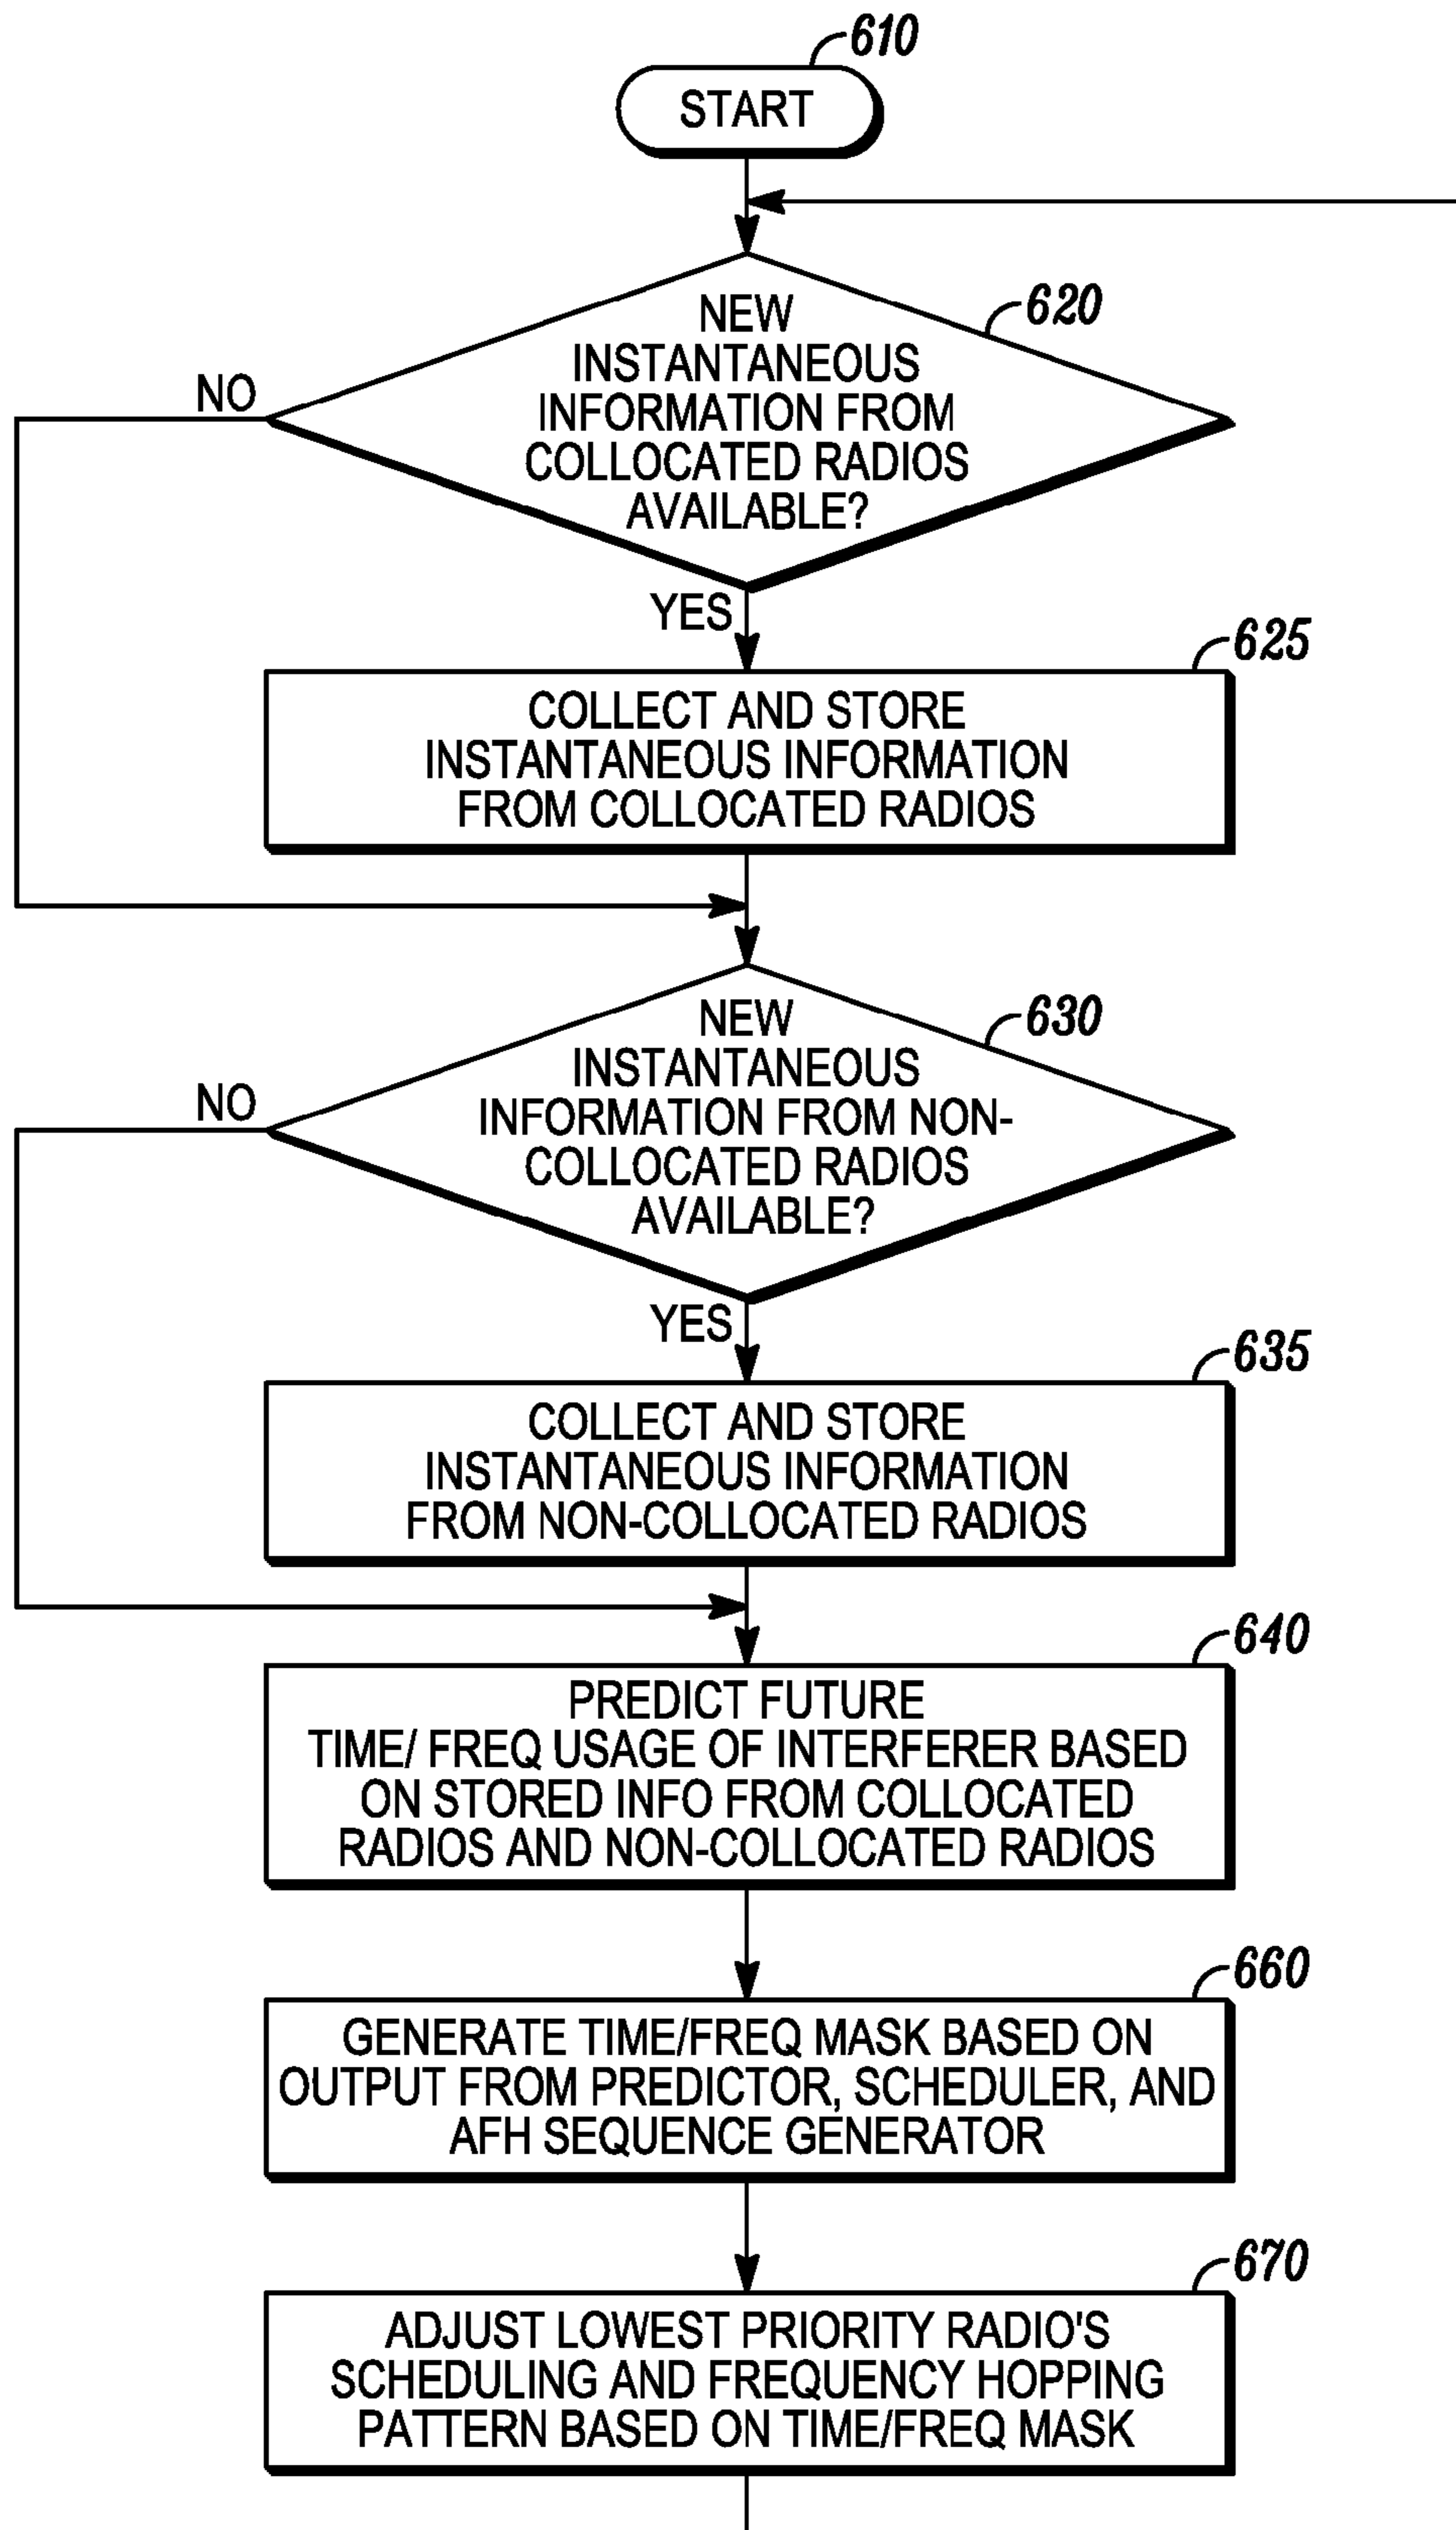 610
START
620
NEW
INSTANTANEOUS
INFORMATION FROM
COLLOCATED RADIOS
AVAILABLE?
NO
YES
625
COLLECT AND STORE
INSTANTANEOUS INFORMATION
FROM COLLOCATED RADIOS
630
NEW
INSTANTANEOUS
INFORMATION FROM NON-
COLLOCATED RADIOS
AVAILABLE?
NO
YES
635
COLLECT AND STORE
INSTANTANEOUS INFORMATION
FROM NON-COLLOCATED RADIOS
640
PREDICT FUTURE
TIME/ FREQ USAGE OF INTERFERER BASED
ON STORED INFO FROM COLLOCATED
RADIOS AND NON-COLLOCATED RADIOS
660
GENERATE TIME/FREQ MASK BASED ON
OUTPUT FROM PREDICTOR, SCHEDULER, AND
AFH SEQUENCE GENERATOR
670
ADJUST LOWEST PRIORITY RADIO'S
SCHEDULING AND FREQUENCY HOPPING
PATTERN BASED ON TIME/FREQ MASK